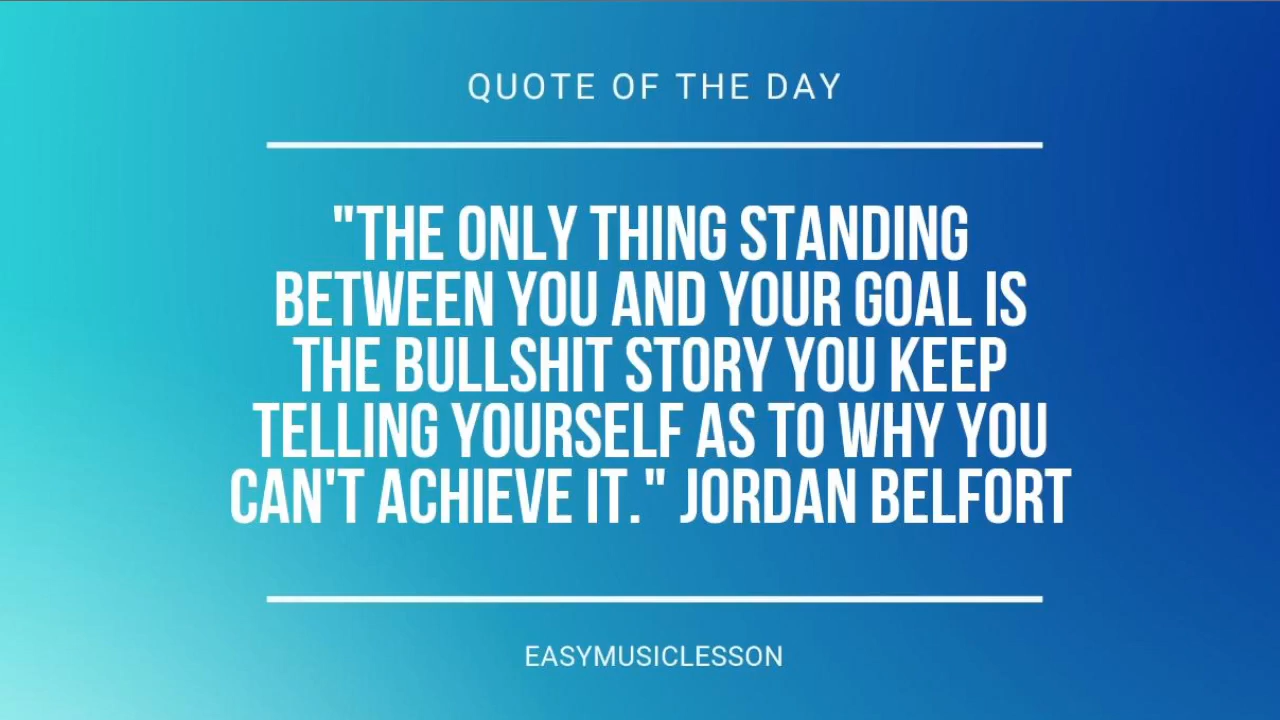 QUOTE OF THE DAY
"THE ONLY THING STANDING
BETWEEN YOU AND YOUR GOAL IS
THE BULLSHIT STORY YOU KEEP
TELLING YOURSELF AS TO WHY YOU
CAN'T ACHIEVE IT." JORDAN BELFORT
EASYMUSICLESSON